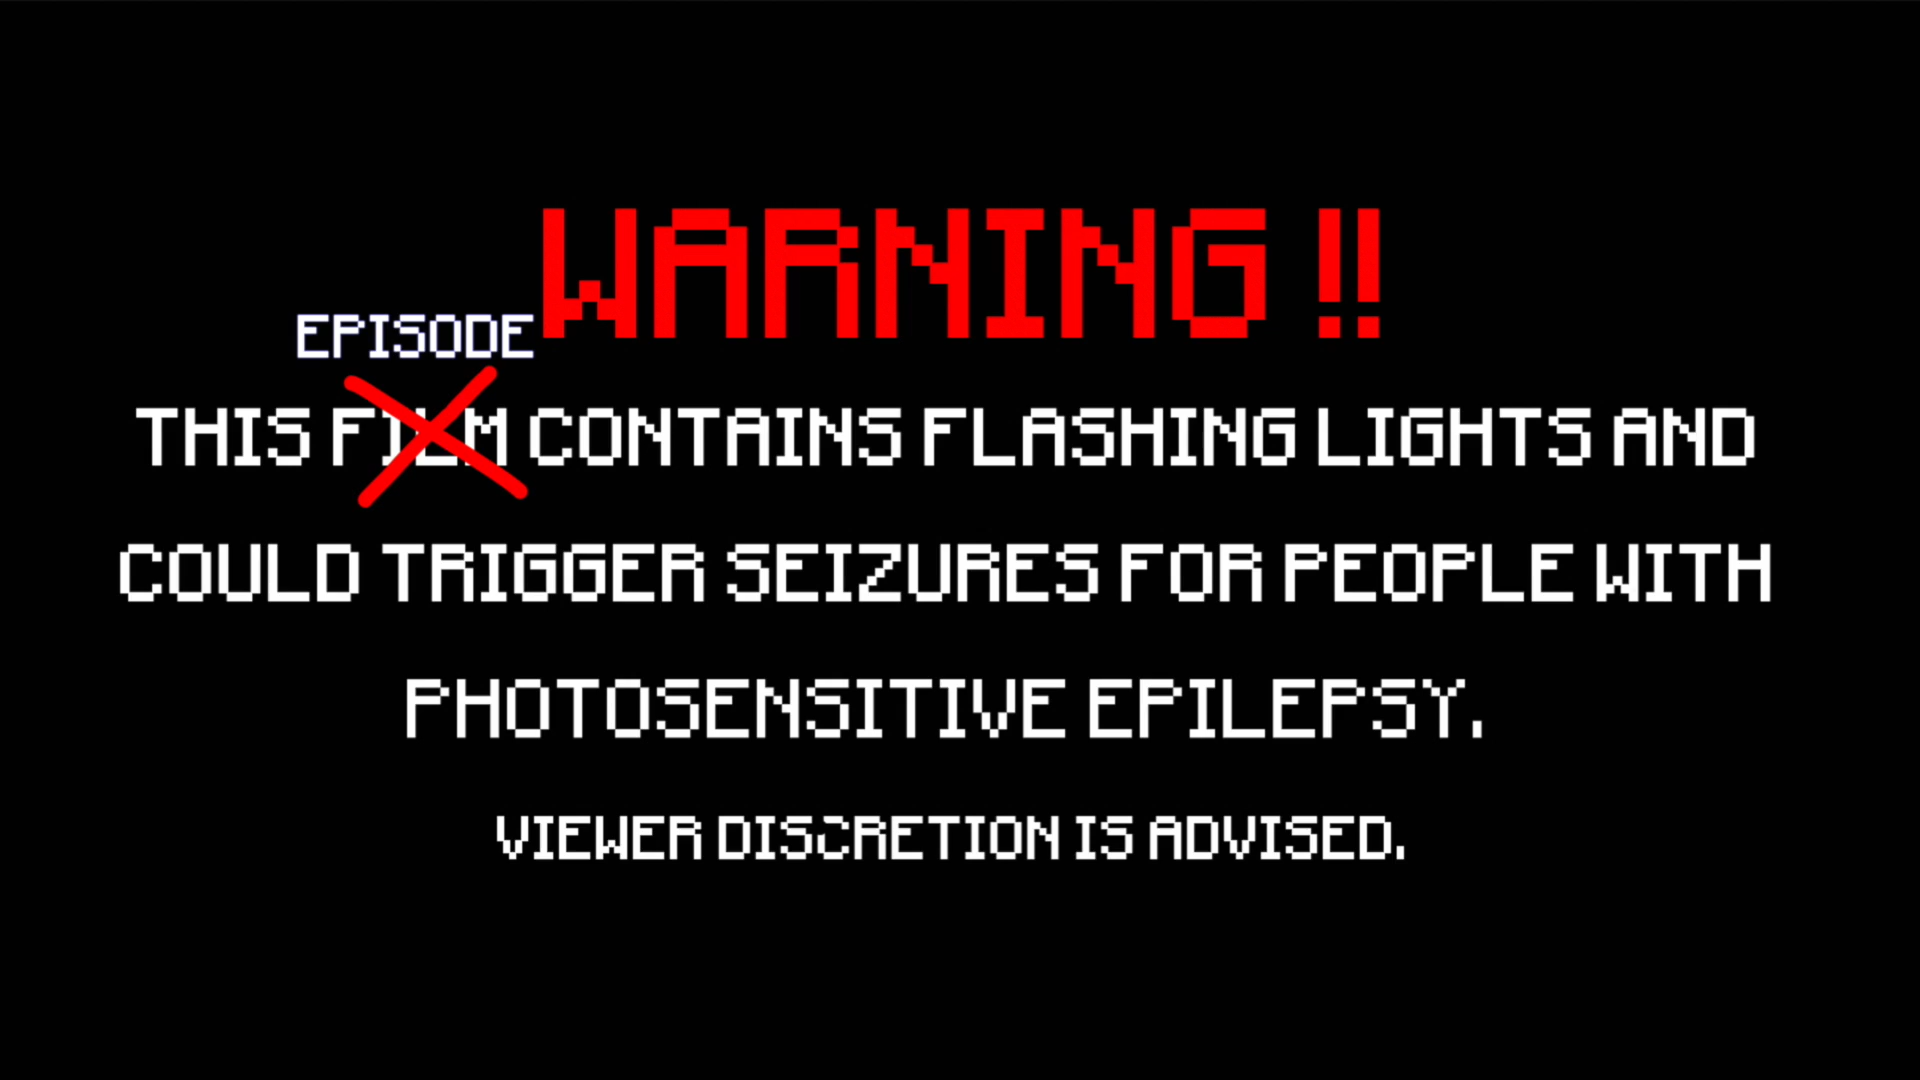 WARNING !!
EPISODE
THIS FILM CONTAINS FLASHING LIGHTS AND
COULD TRIGGER SEIZURES FOR PEOPLE WITH
PHOTOSENSITIVE EPILEPSY.
VIEWER DISCRETION IS ADVISED.